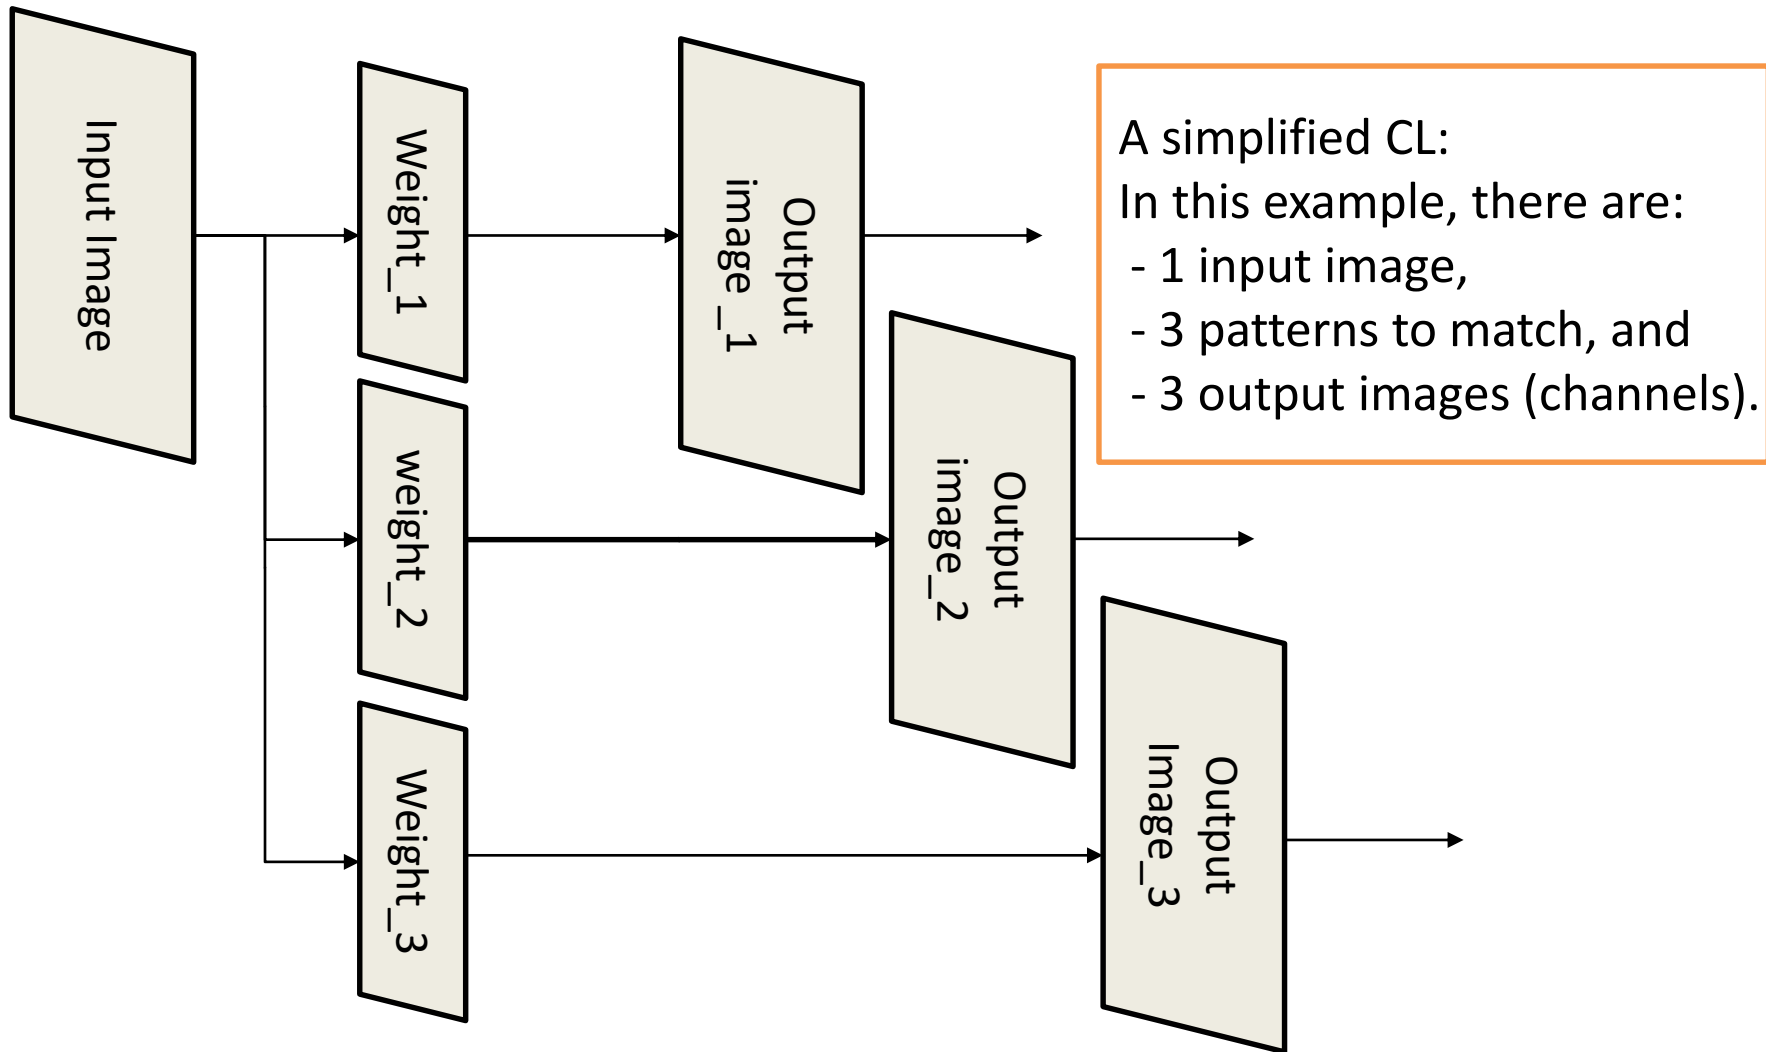 Input Image
Weight_1
weight_2
Weight_3
Output
image_1
Output
image_2
Output
Image_3
A simplified CL:
In this example, there are:
- 1 input image,
- 3 patterns to match, and
- 3 output images (channels).